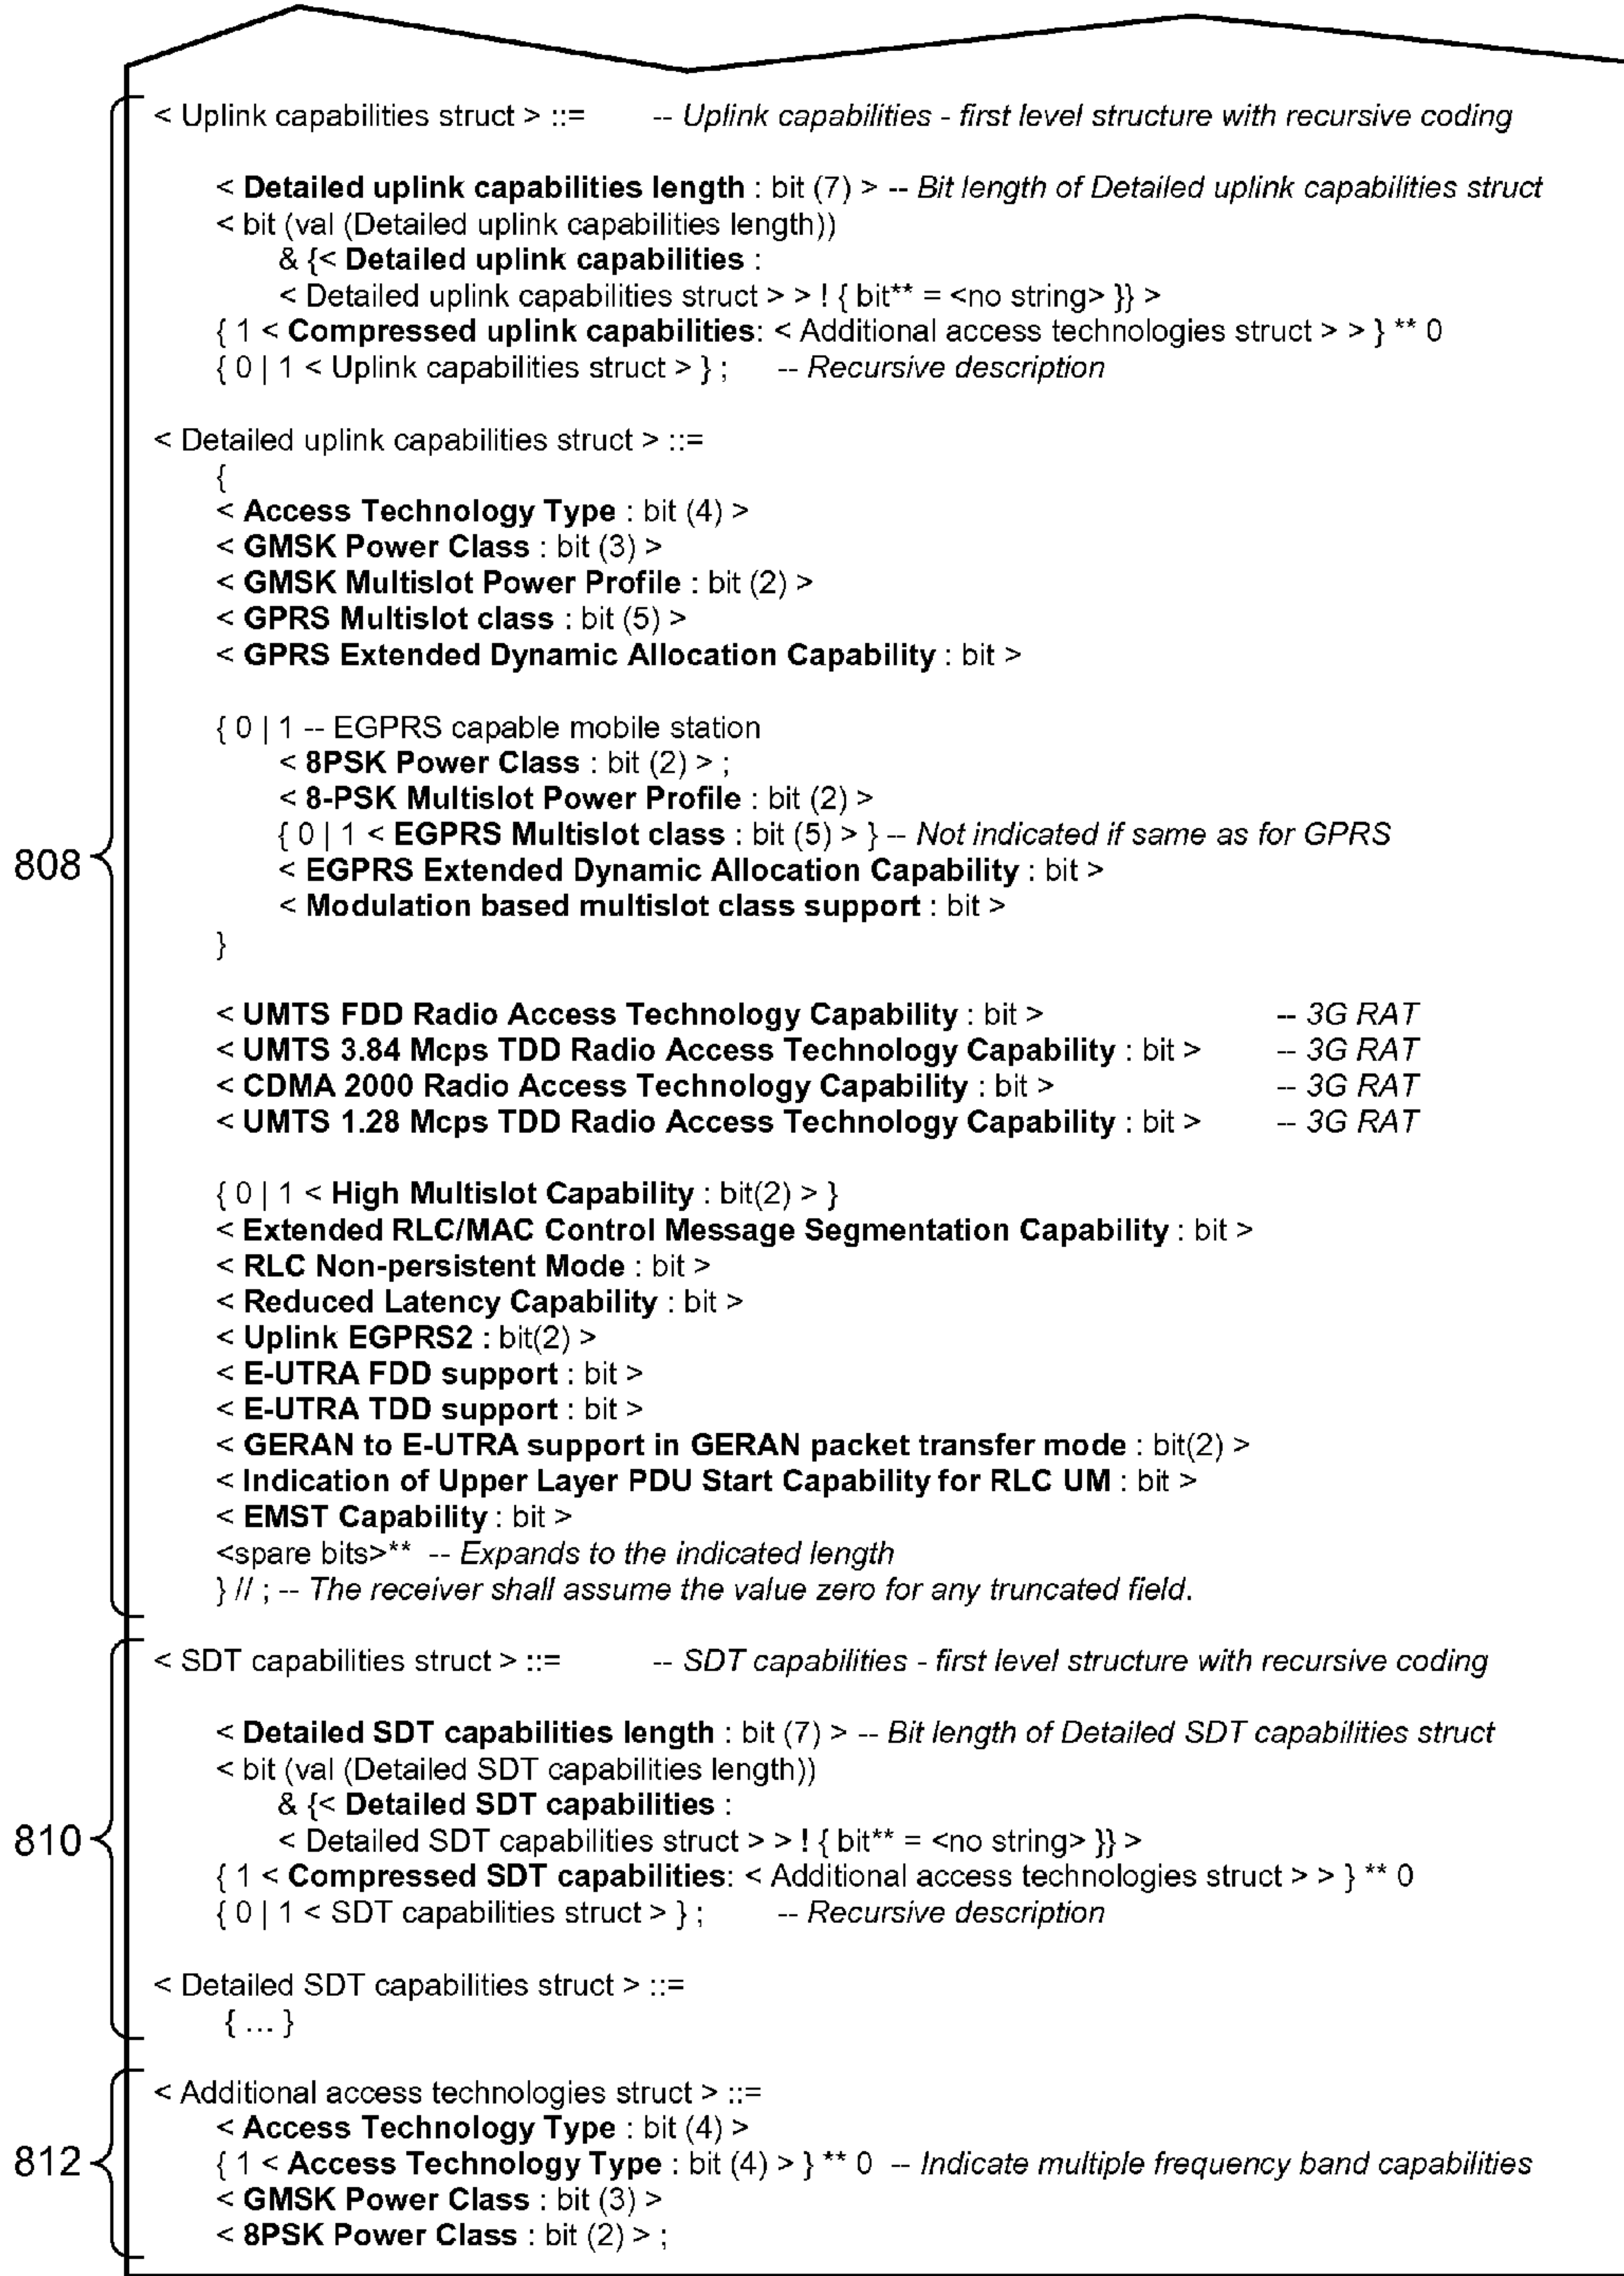 < Uplink capabilities struct > ::= -- Uplink capabilities - first level structure with recursive coding
< Detailed uplink capabilities length : bit (7) > -- Bit length of Detailed uplink capabilities struct
< bit (val (Detailed uplink capabilities length))
& {< Detailed uplink capabilities :
< Detailed uplink capabilities struct > > ! { bit** = <no string> }} >
{ 1 < Compressed uplink capabilities: < Additional access technologies struct > > } ** 0
{ 0 | 1 < Uplink capabilities struct > } ; -- Recursive description
< Detailed uplink capabilities struct > ::=
{
< Access Technology Type : bit (4) >
< GMSK Power Class : bit (3) >
< GMSK Multislot Power Profile : bit (2) >
< GPRS Multislot class : bit (5) >
< GPRS Extended Dynamic Allocation Capability : bit >
{ 0 | 1 -- EGPRS capable mobile station
< 8PSK Power Class : bit (2) > ;
< 8-PSK Multislot Power Profile : bit (2) >
{ 0 | 1 < EGPRS Multislot class : bit (5) > } -- Not indicated if same as for GPRS
808
< EGPRS Extended Dynamic Allocation Capability : bit >
< Modulation based multislot class support : bit >
}
< UMTS FDD Radio Access Technology Capability : bit > -- 3G RAT
< UMTS 3.84 Mcps TDD Radio Access Technology Capability : bit > -- 3G RAT
< CDMA 2000 Radio Access Technology Capability : bit > -- 3G RAT
< UMTS 1.28 Mcps TDD Radio Access Technology Capability : bit > -- 3G RAT
{ 0 | 1 < High Multislot Capability : bit(2) > }
< Extended RLC/MAC Control Message Segmentation Capability : bit >
< RLC Non-persistent Mode : bit >
< Reduced Latency Capability : bit >
< Uplink EGPRS2 : bit(2) >
< E-UTRA FDD support : bit >
< E-UTRA TDD support : bit >
< GERAN to E-UTRA support in GERAN packet transfer mode : bit(2) >
< Indication of Upper Layer PDU Start Capability for RLC UM : bit >
< EMST Capability : bit >
<spare bits>** -- Expands to the indicated length
} // ; -- The receiver shall assume the value zero for any truncated field.
< SDT capabilities struct > ::= -- SDT capabilities - first level structure with recursive coding
< Detailed SDT capabilities length : bit (7) > -- Bit length of Detailed SDT capabilities struct
< bit (val (Detailed SDT capabilities length))
& {< Detailed SDT capabilities :
810
< Detailed SDT capabilities struct > > ! { bit** = <no string> }} >
{ 1 < Compressed SDT capabilities: < Additional access technologies struct > > } ** 0
{ 0 | 1 < SDT capabilities struct > } ; -- Recursive description
< Detailed SDT capabilities struct > ::=
{ ... }
< Additional access technologies struct > ::=
< Access Technology Type : bit (4) >
812
{ 1 < Access Technology Type : bit (4) > } ** 0 -- Indicate multiple frequency band capabilities
< GMSK Power Class : bit (3) >
< 8PSK Power Class : bit (2) > ;